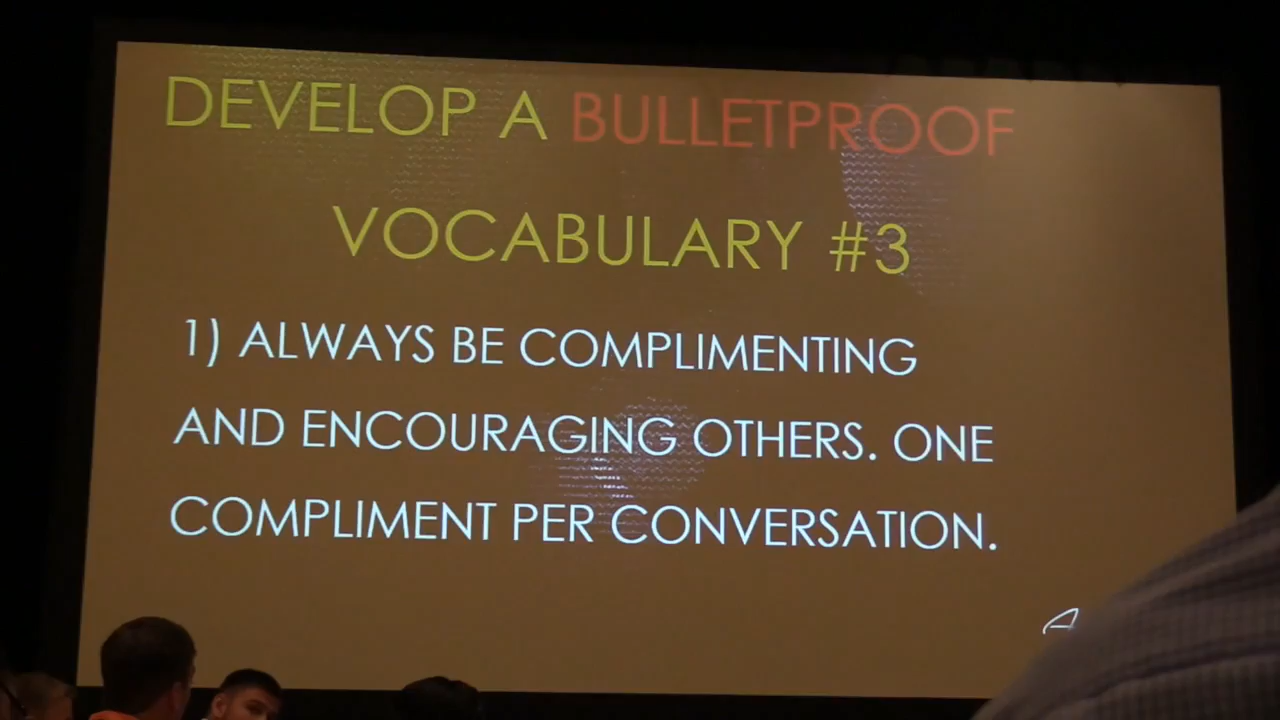 DEVELOP A BULLETPROOF
VOCABULARY #3
1) ALWAYS BE COMPLIMENTING
AND ENCOURAGING OTHERS. ONE
COMPLIMENT PER CONVERSATION.